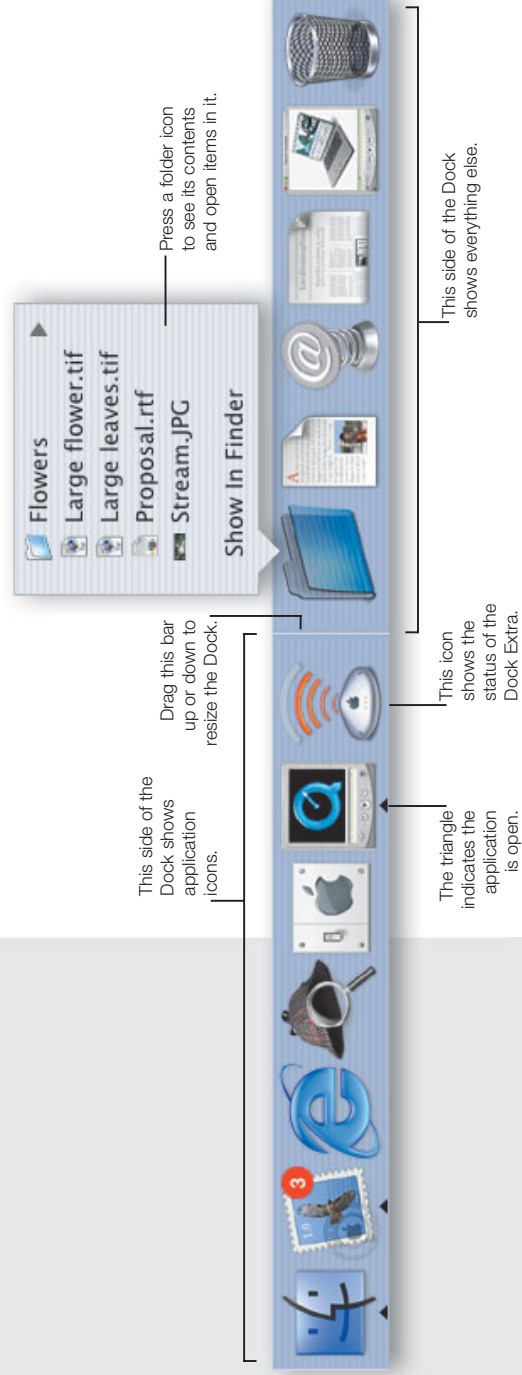 This side of the
Dock shows
application
icons.
Drag this bar
up or down to
resize the Dock.
Flowers
Large flower.tif
Large leaves.tif
Proposal.rtf
Stream.JPG
Show In Finder
Press a folder icon
to see its contents
and open items in it.
3
@
A
The triangle
indicates the
application
is open.
This icon
shows the
status of the
Dock Extra.
This side of the Dock
shows everything else.